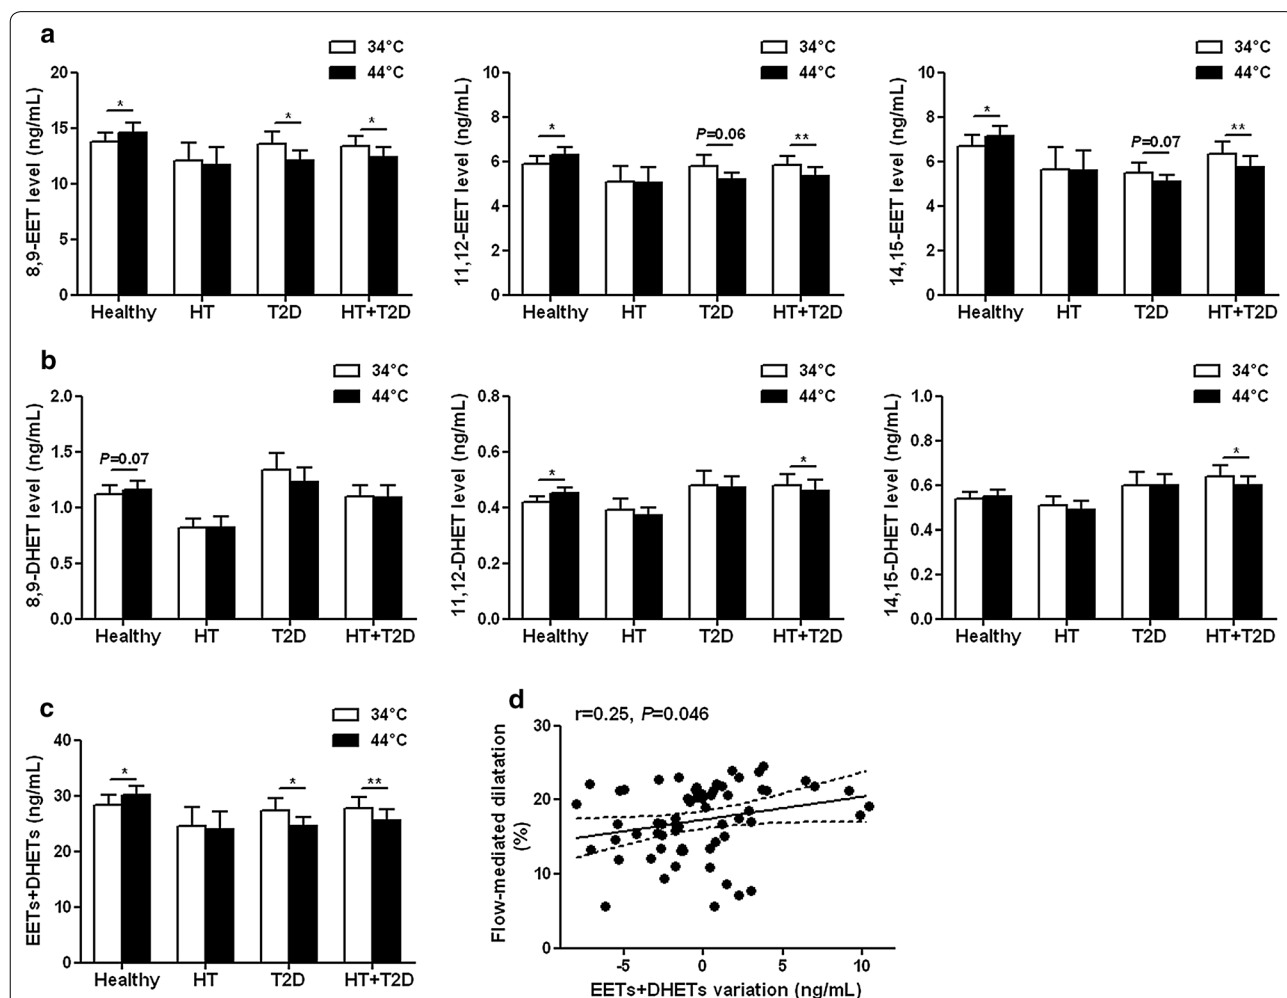 a
34°C
44°C
8,9-EET level (ng/mL)
20
15
10
5
0
*
*
*
Healthy HT T2D HT+T2D
34°C
44°C
11,12-EET level (ng/mL)
10
8
6
4
2
0
*
P=0.06
**
Healthy HT T2D HT+T2D
34°C
44°C
14,15-EET level (ng/mL)
10
8
6
4
2
0
*
P=0.07
**
Healthy HT T2D HT+T2D
b
34°C
44°C
8,9-DHET level (ng/mL)
2.0
1.5
1.0
0.5
0.0
P=0.07
Healthy HT T2D HT+T2D
34°C
44°C
11,12-DHET level (ng/mL)
0.8
0.6
0.4
0.2
0.0
*
*
Healthy HT T2D HT+T2D
34°C
44°C
14,15-DHET level (ng/mL)
1.0
0.8
0.6
0.4
0.2
0.0
*
Healthy HT T2D HT+T2D
c
34°C
44°C
EETs+DHETs (ng/mL)
40
30
20
10
0
*
*
**
Healthy HT T2D HT+T2D
d
r=0.25, P=0.046
Flow-mediated dilatation
(%)
30
20
10
0
-5 0 5 10
EETs+DHETs variation (ng/mL)